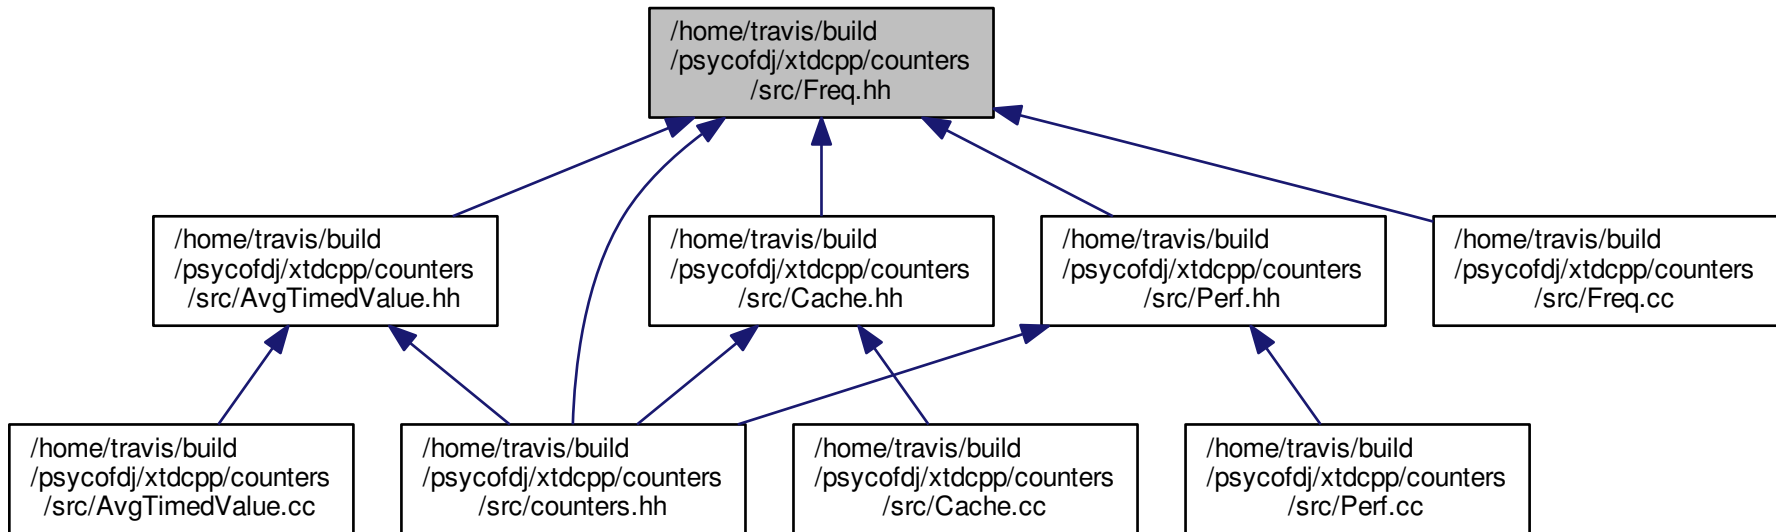 /home/travis/build
/psycofdj/xtdcpp/counters
/src/Freq.hh
/home/travis/build
/psycofdj/xtdcpp/counters
/src/AvgTimedValue.hh
/home/travis/build
/psycofdj/xtdcpp/counters
/src/Cache.hh
/home/travis/build
/psycofdj/xtdcpp/counters
/src/Perf.hh
/home/travis/build
/psycofdj/xtdcpp/counters
/src/Freq.cc
/home/travis/build
/psycofdj/xtdcpp/counters
/src/AvgTimedValue.cc
/home/travis/build
/psycofdj/xtdcpp/counters
/src/counters.hh
/home/travis/build
/psycofdj/xtdcpp/counters
/src/Cache.cc
/home/travis/build
/psycofdj/xtdcpp/counters
/src/Perf.cc